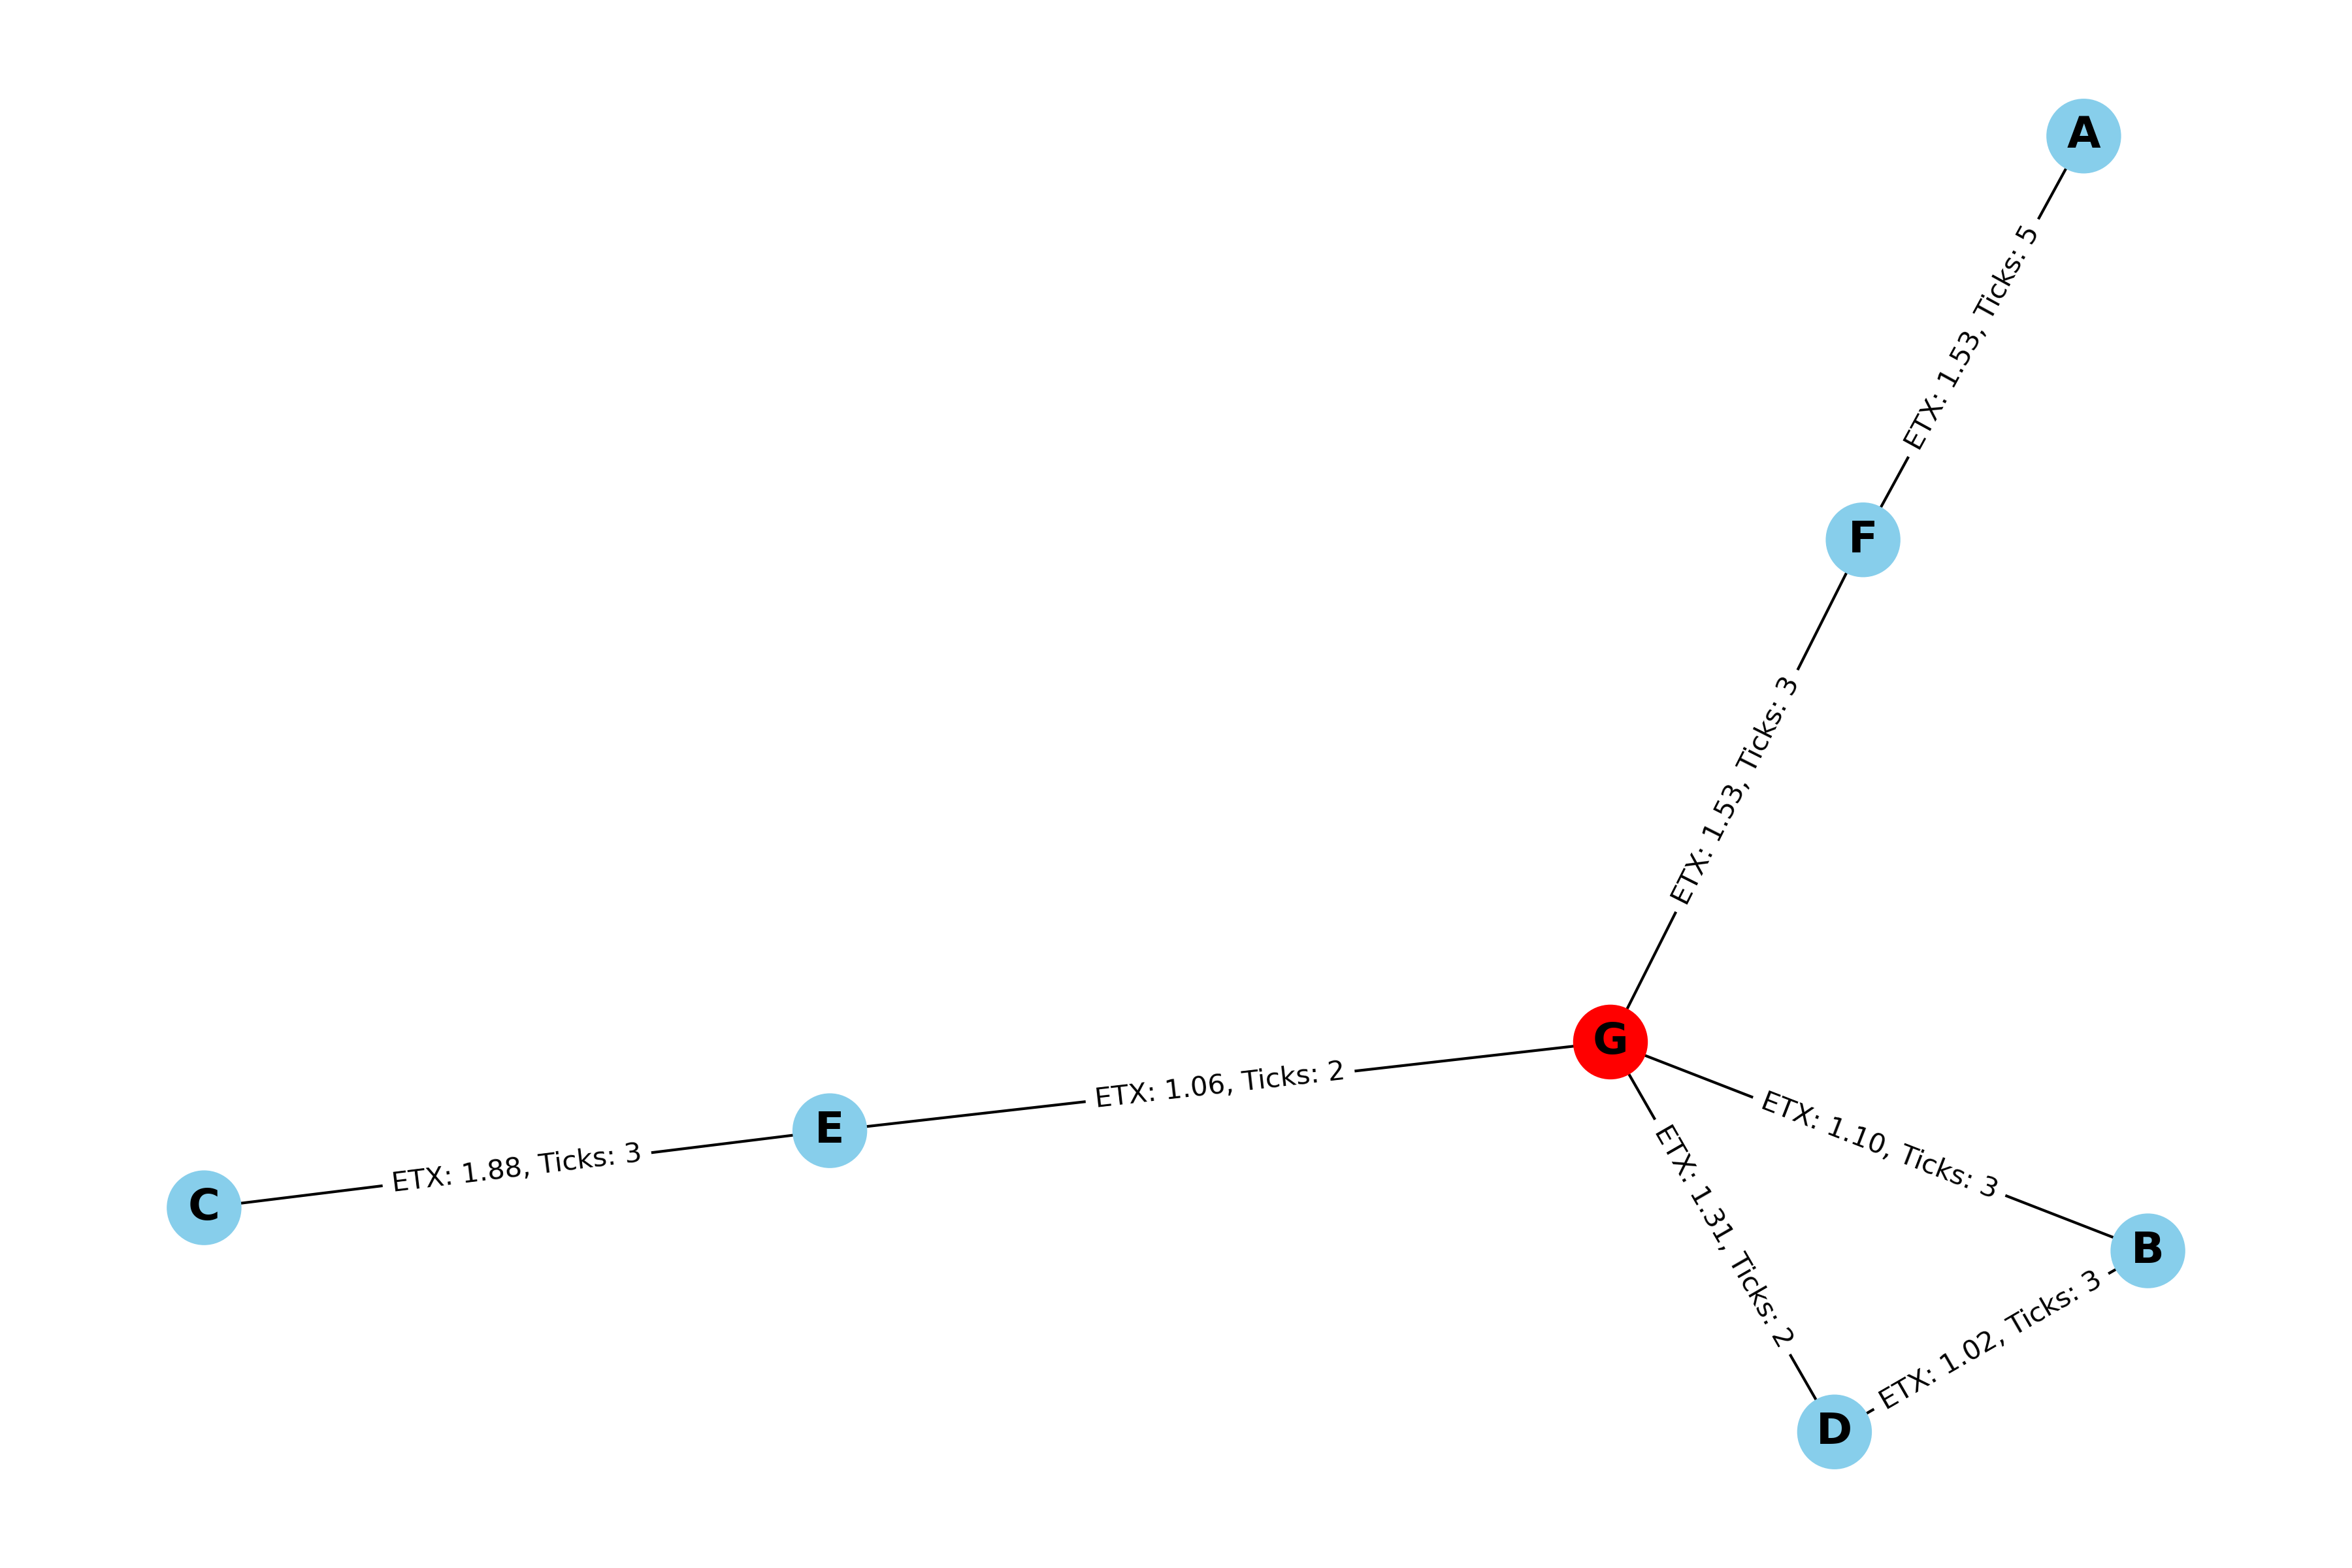 A
ETX: 1.53, Ticks: 5
F
ETX: 1.53, Ticks: 3
G
ETX: 1.06, Ticks: 2
E
ETX: 1.88, Ticks: 3
C
ETX: 1.10, Ticks: 3
B
ETX: 1.31, Ticks: 2
ETX: 1.02, Ticks: 3
D